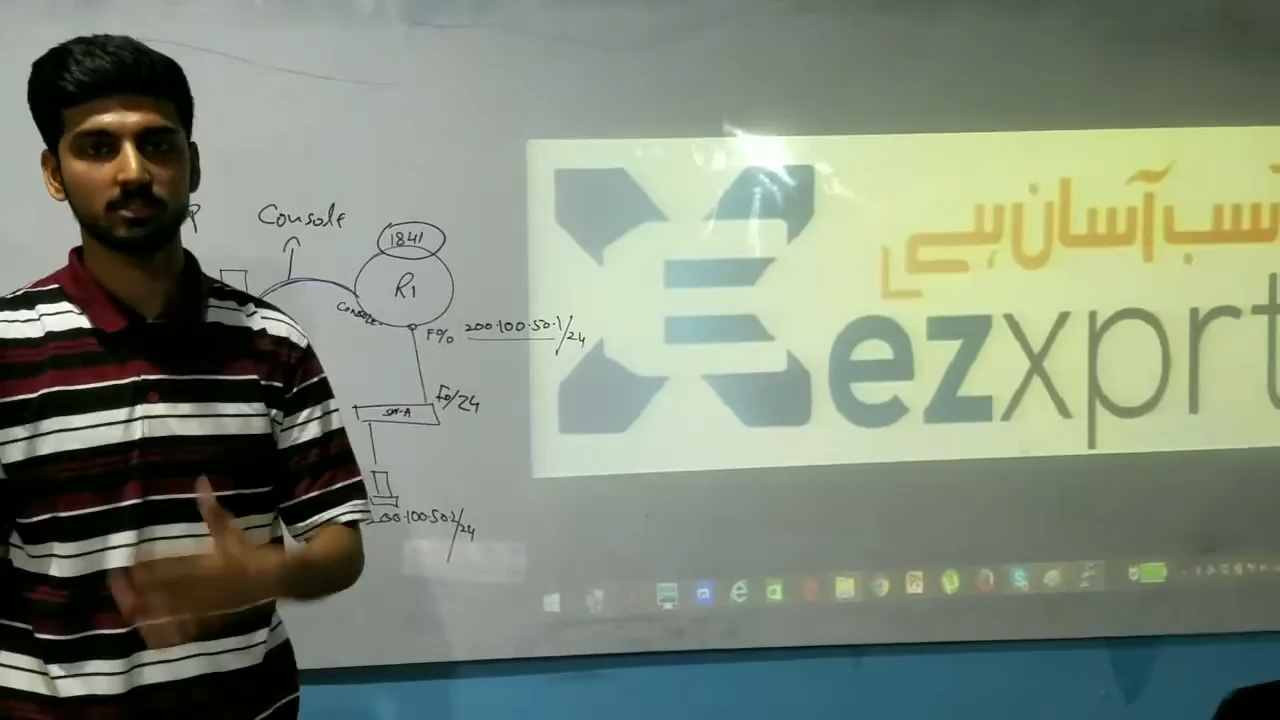 Console
1841
R1
Console
F0/0 200.100.50.1/24
SW-A
F0/24
200.100.50.2/24
سب آسان ہے
ezxprt